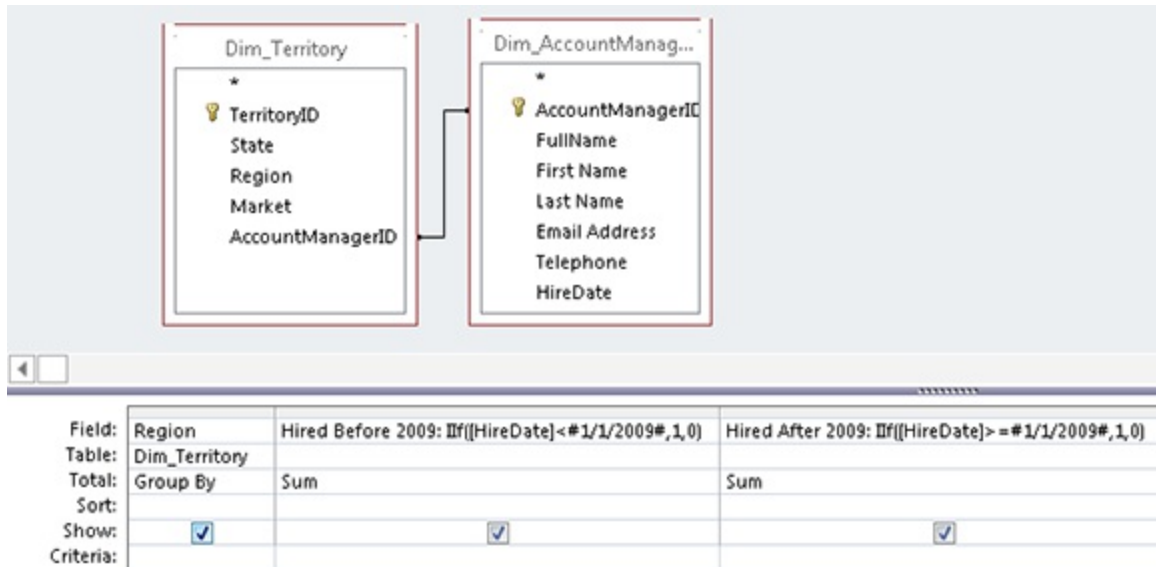 Dim_Territory
*
TerritoryID
State
Region
Market
AccountManagerID
Dim_AccountManag...
*
AccountManagerID
FullName
First Name
Last Name
Email Address
Telephone
HireDate
Field: Region Hired Before 2009: IIf([HireDate]<#1/1/2009#,1,0) Hired After 2009: IIf([HireDate]>=#1/1/2009#,1,0)
Table: Dim_Territory
Total: Group By Sum Sum
Sort:
Show:
Criteria: